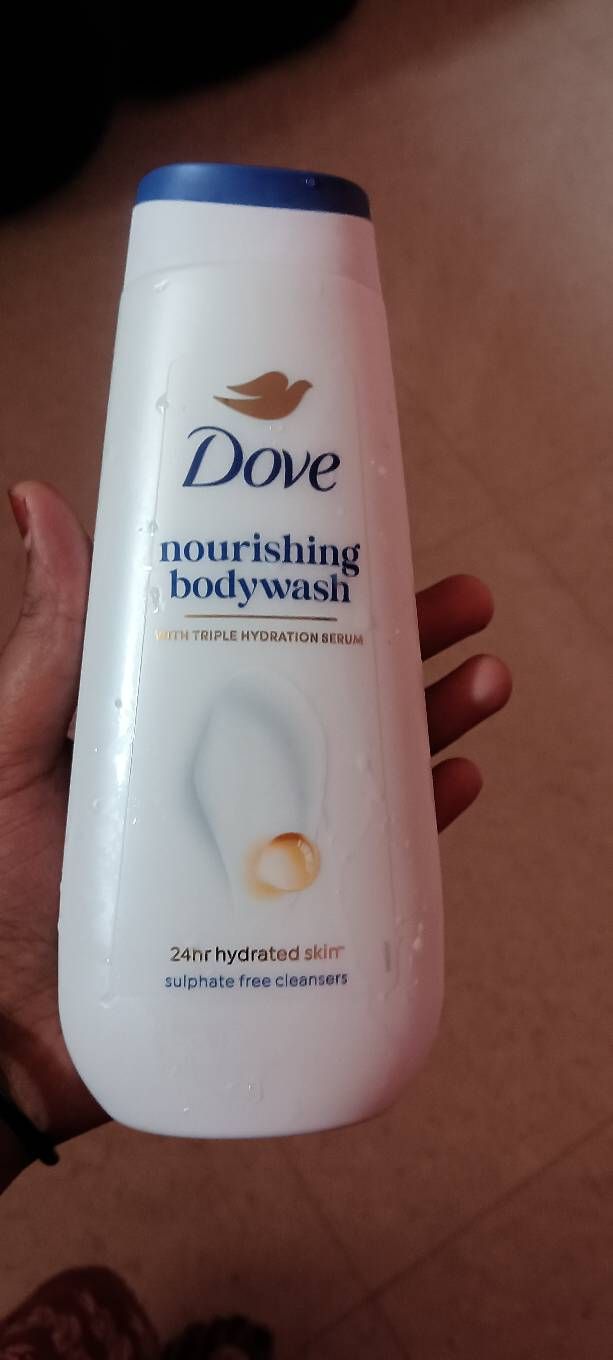 Dove
nourishing
bodywash
WITH TRIPLE HYDRATION SERUM
24hr hydrated skin
sulphate free cleansers